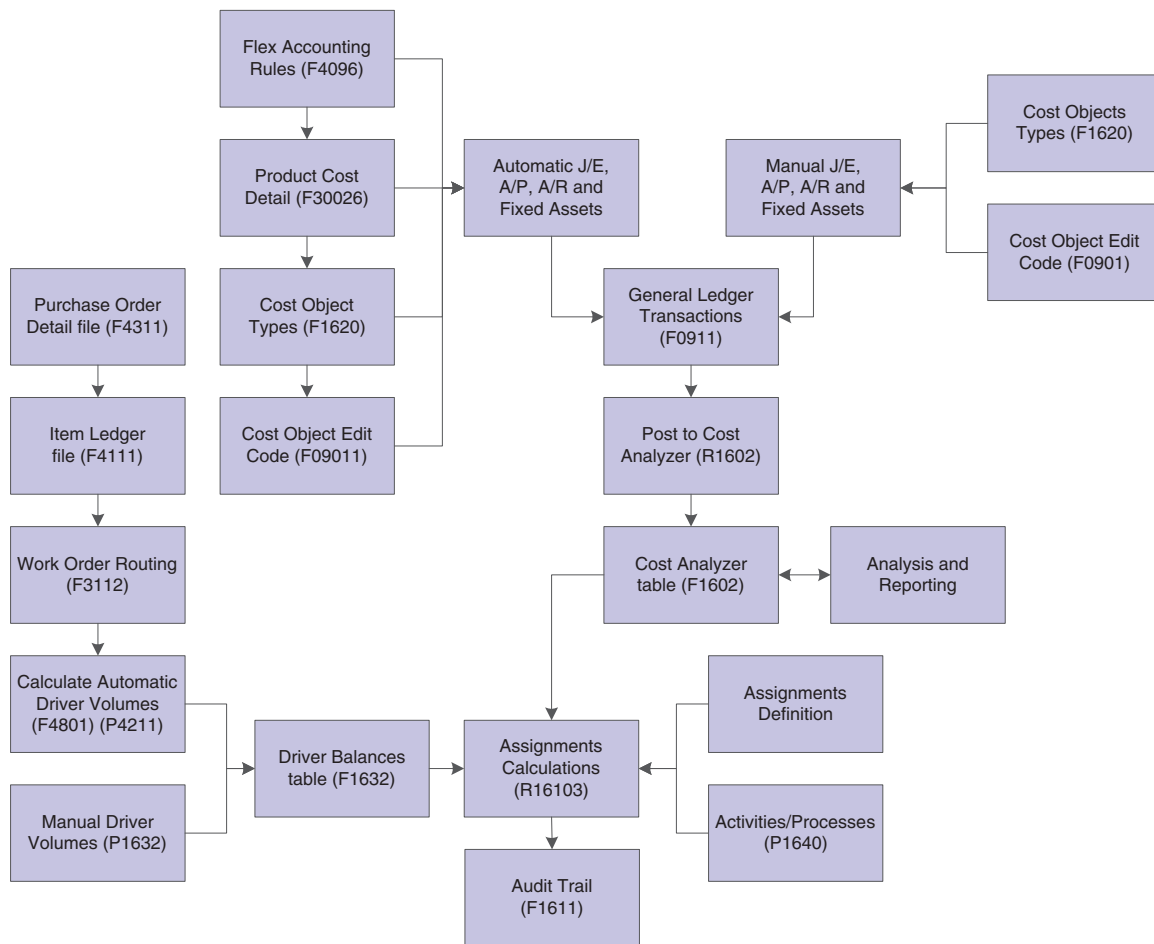 Flex Accounting
Rules (F4096)
Product Cost
Detail (F30026)
Cost Object
Types (F1620)
Cost Object Edit
Code (F09011)
Purchase Order
Detail file (F4311)
Item Ledger
file (F4111)
Work Order Routing
(F3112)
Calculate Automatic
Driver Volumes
(F4801) (P4211)
Manual Driver
Volumes (P1632)
Driver Balances
table (F1632)
Automatic J/E,
A/P, A/R and
Fixed Assets
Manual J/E,
A/P, A/R and
Fixed Assets
Cost Objects
Types (F1620)
Cost Object Edit
Code (F0901)
General Ledger
Transactions
(F0911)
Post to Cost
Analyzer (R1602)
Cost Analyzer
table (F1602)
Analysis and
Reporting
Assignments
Calculations
(R16103)
Assignments
Definition
Activities/Processes
(P1640)
Audit Trail
(F1611)